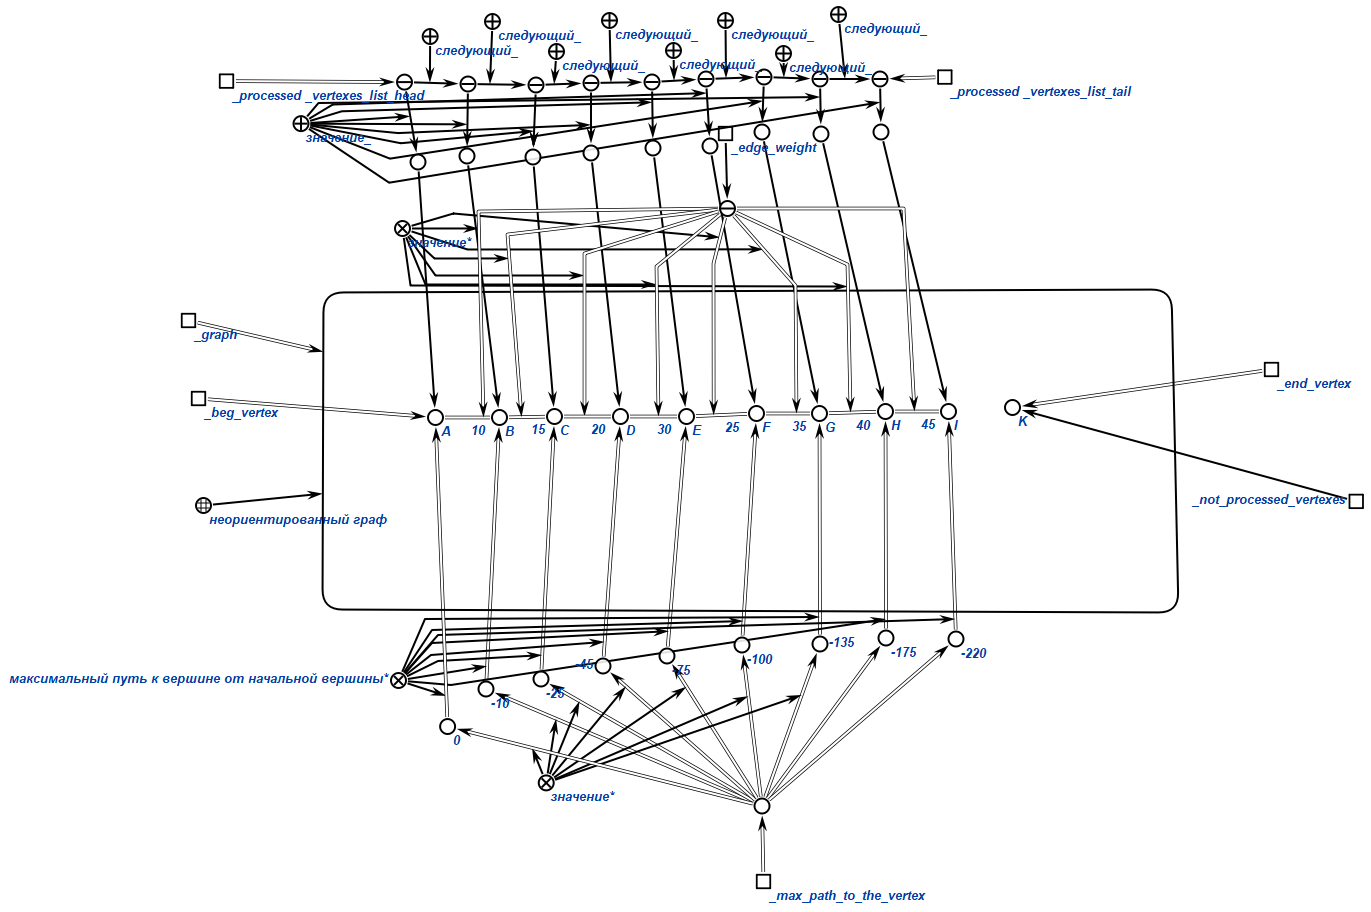 следующий_
следующий_
следующий_
следующий_
следующий_
следующий_
следующий_
следующий_
_processed _vertexes_list_head
_processed _vertexes_list_tail
значение_
_edge_weight
значение*
_graph
_beg_vertex
_end_vertex
A 10 B 15 C 20 D 30 E 25 F 35 G 40 H 45 I K
_not_processed_vertexes
неориентированный граф
-135
-175
-220
-100
-45
-75
максимальный путь к вершине от начальной вершины*
-25
-10
0
значение*
_max_path_to_the_vertex